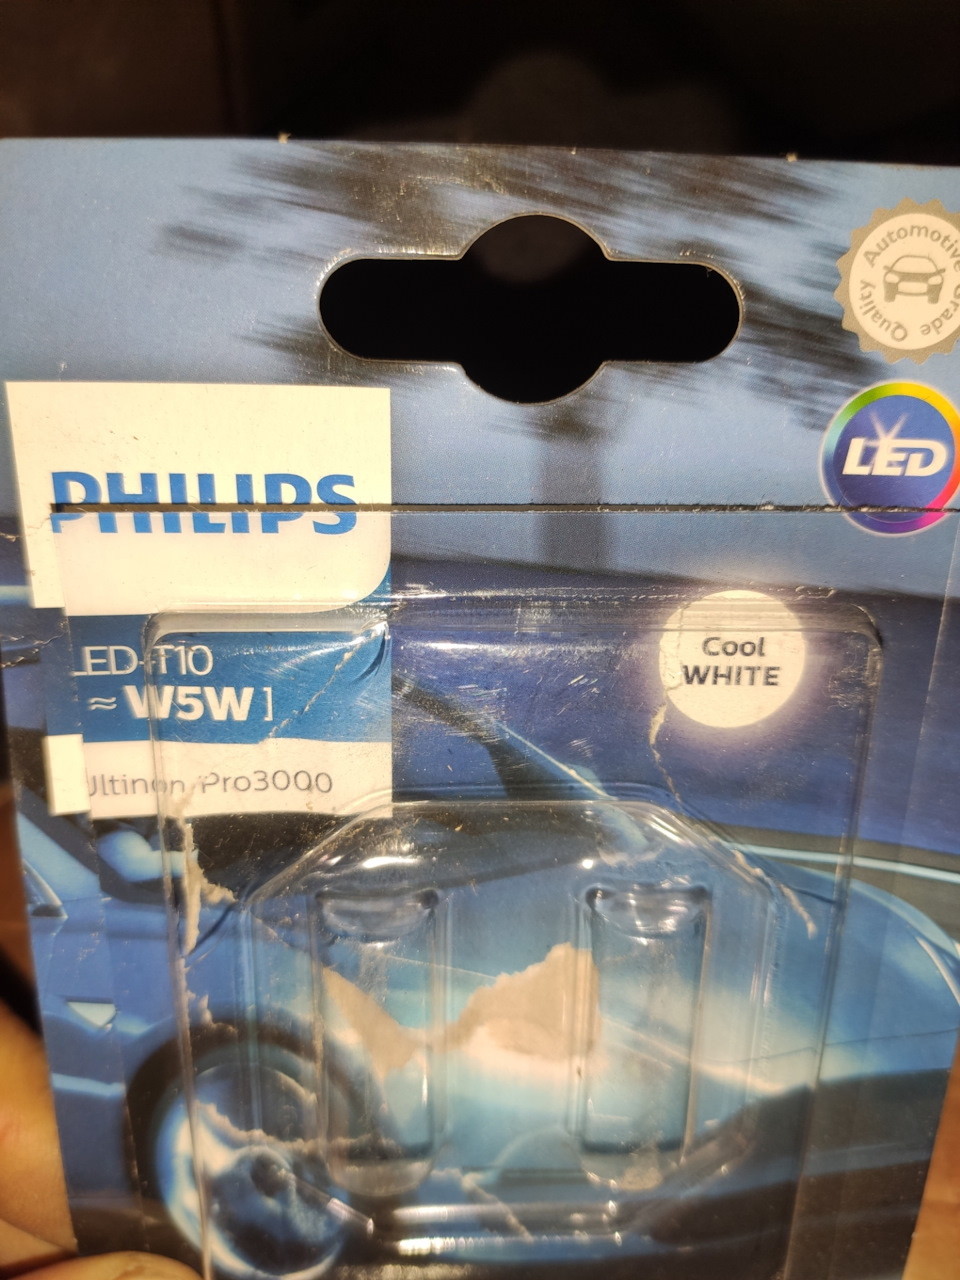 Automotive Grade Quality
PHILIPS
LED
LED-T10
[≈ W5W]
Ultinon Pro3000
Cool
WHITE